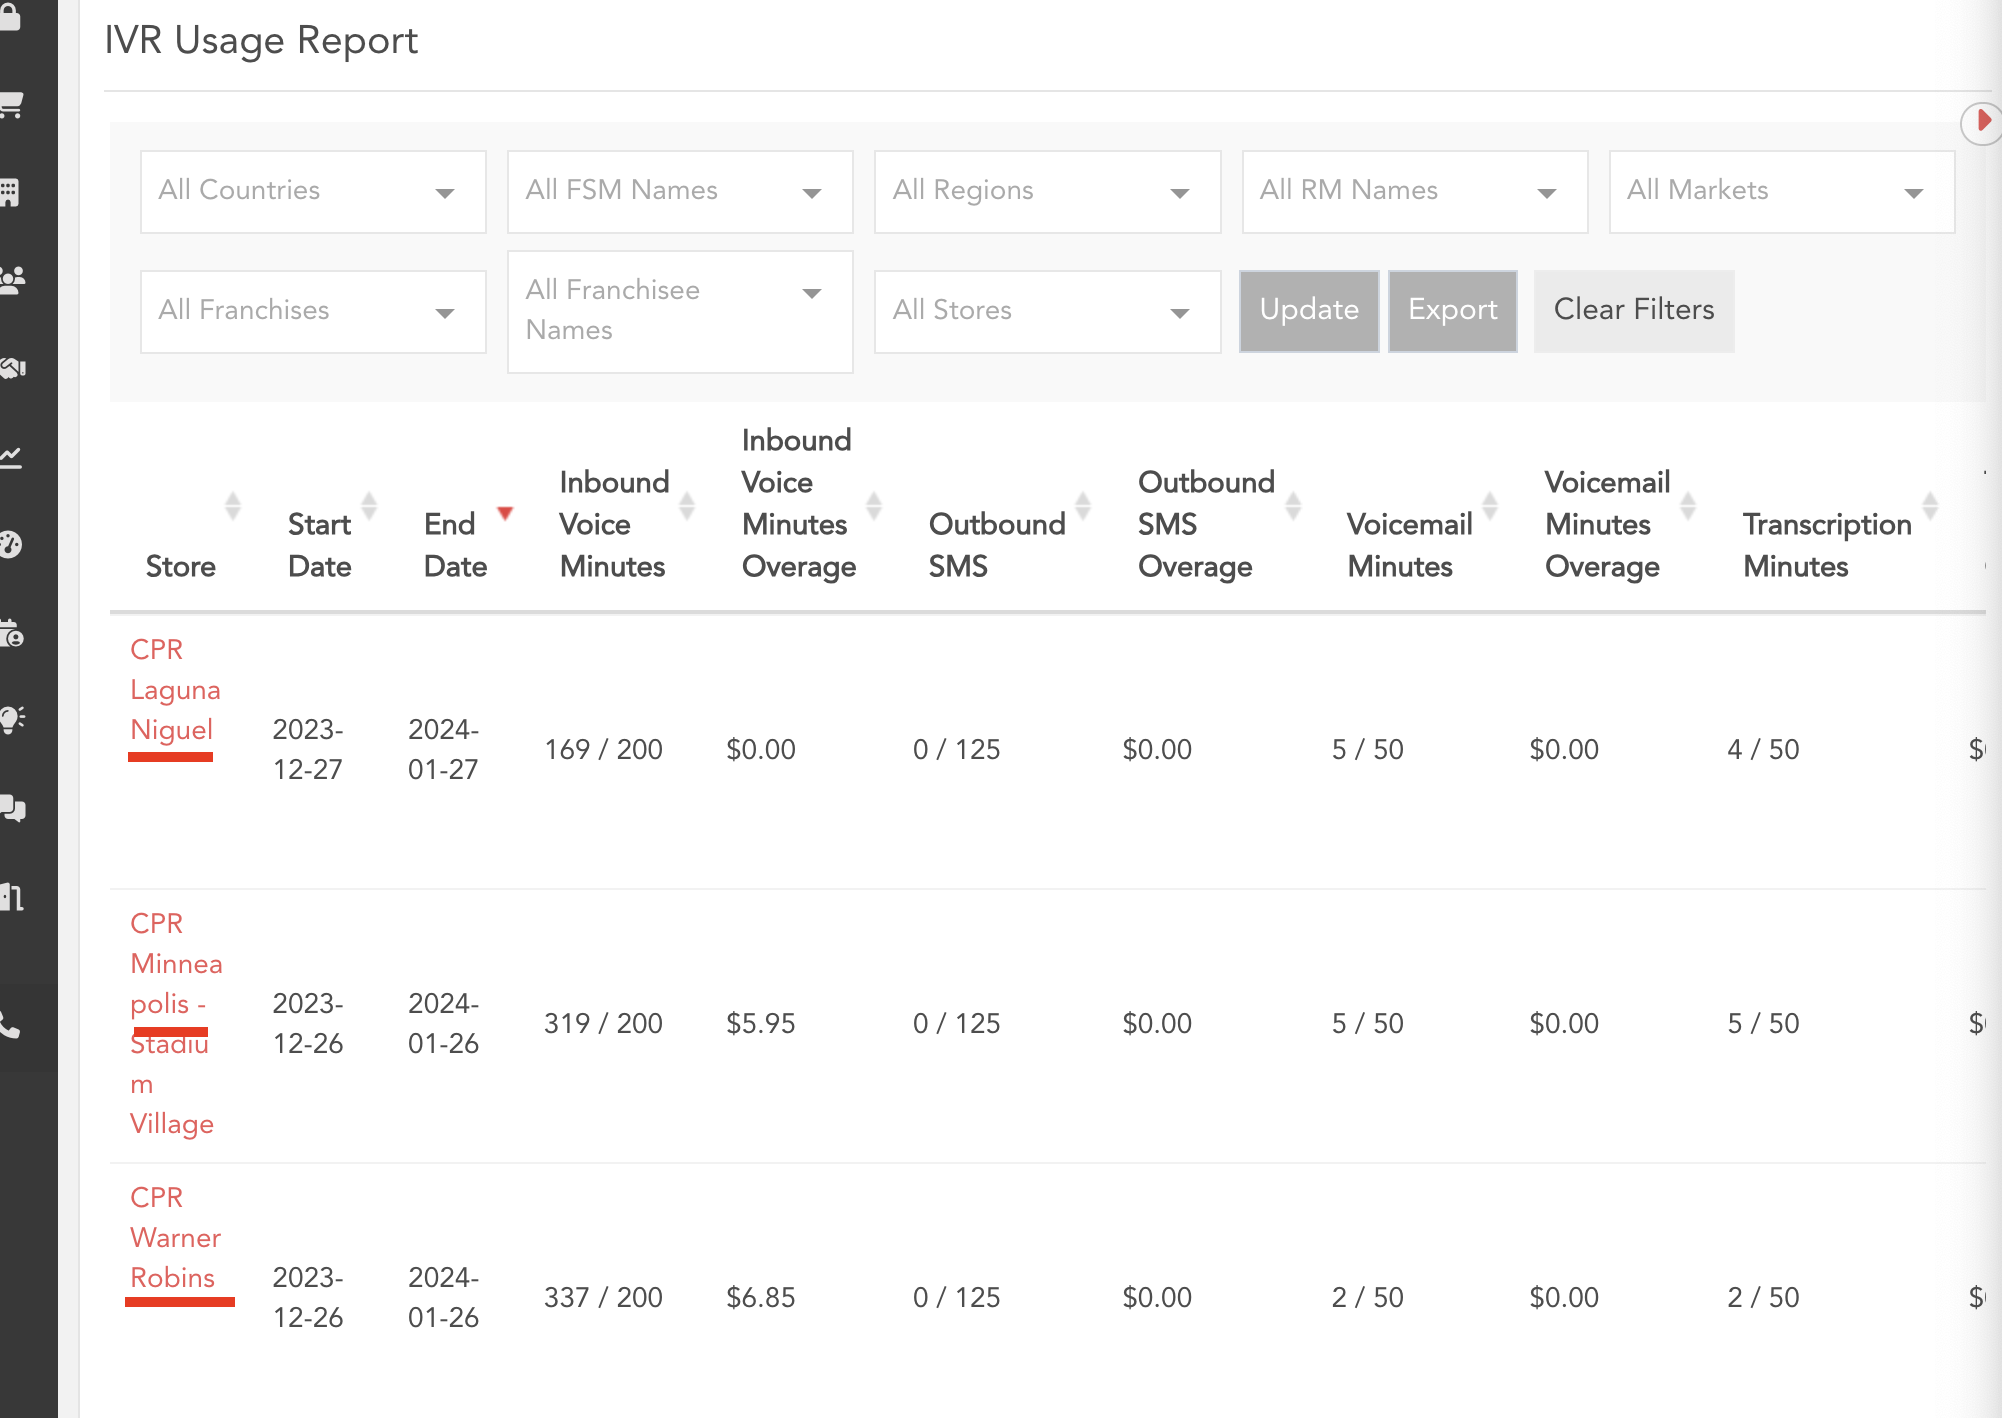 IVR Usage Report
All Countries
All FSM Names
All Regions
All RM Names
All Markets
All Franchises
All Franchisee
Names
All Stores
Update
Export
Clear Filters
Store
Start
Date
End
Date
Inbound
Voice
Minutes
Inbound
Voice
Minutes
Overage
Outbound
SMS
Outbound
SMS
Overage
Voicemail
Minutes
Voicemail
Minutes
Overage
Transcription
Minutes
CPR
Laguna
Niguel
2023-
12-27
2024-
01-27
169 / 200
$0.00
0 / 125
$0.00
5 / 50
$0.00
4 / 50
CPR
Minnea
polis -
Stadiu
m
Village
2023-
12-26
2024-
01-26
319 / 200
$5.95
0 / 125
$0.00
5 / 50
$0.00
5 / 50
CPR
Warner
Robins
2023-
12-26
2024-
01-26
337 / 200
$6.85
0 / 125
$0.00
2 / 50
$0.00
2 / 50